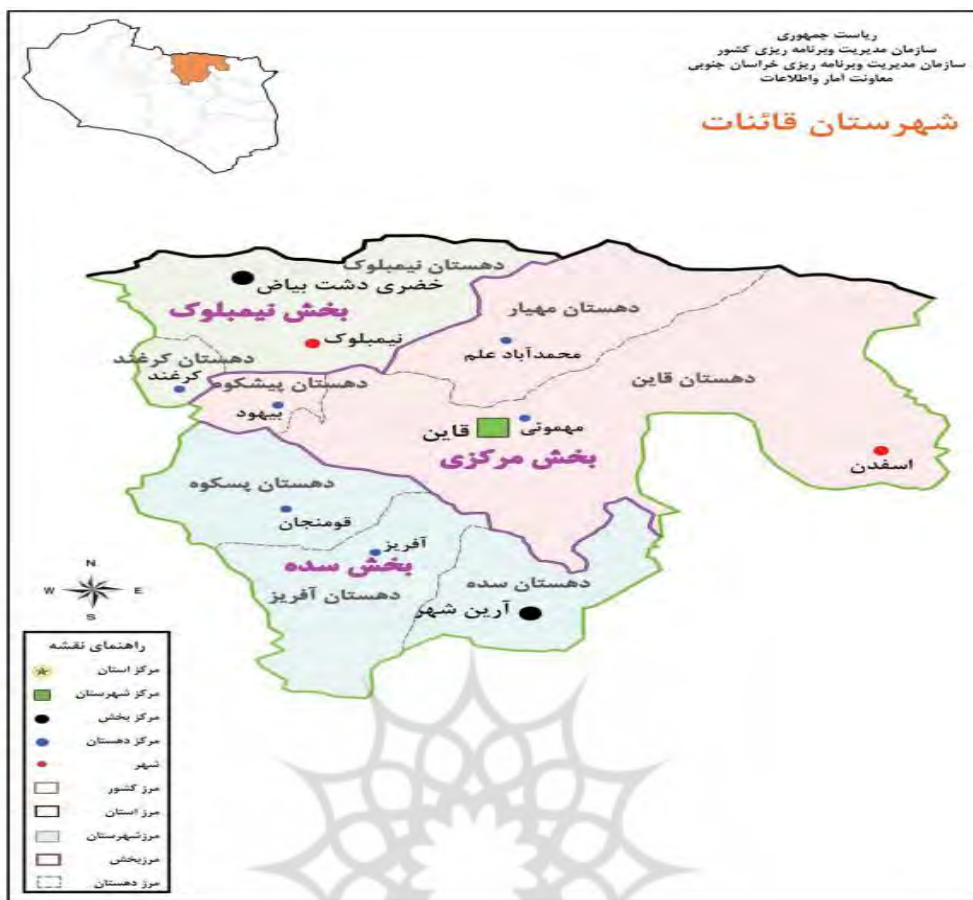 ریاست جمهوری
سازمان مدیریت وبرنامه ریزی کشور
سازمان مدیریت وبرنامه ریزی خراسان جنوبی
معاونت آمار واطلاعات
شهرستان قائنات
دهستان نیمبلوک
خضری دشت بیاض
بخش نیمبلوک
نیمبلوک
دهستان مهیار
محمدآباد علم
دهستان کرغند
کرغند
دهستان پیشکوه
بیهود
دهستان قاین
مهموئی
قاین
بخش مرکزی
اسفدن
دهستان پسکوه
قومنجان
آفریز
بخش سده
دهستان آفریز
دهستان سده
آرین شهر
N
W E
S
راهنمای نقشه
مرکز استان
مرکز شهرستان
مرکز بخش
مرکز دهستان
شهر
مرز کشور
مرز استان
مرزشهرستان
مرزبخش
مرز دهستان